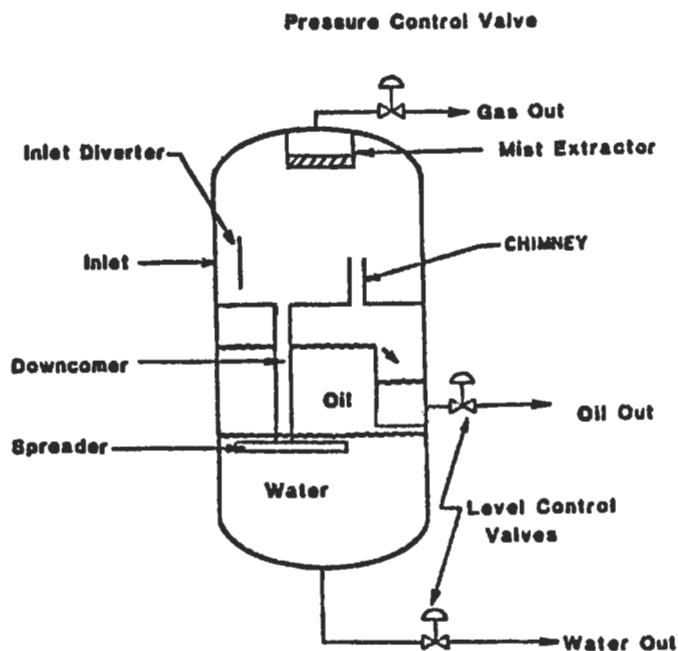 Pressure Control Valve
Gas Out
Inlet Diverter
Mist Extractor
Inlet
CHIMNEY
Downcomer
Oil
Oil Out
Spreader
Water
Level Control
Valves
Water Out